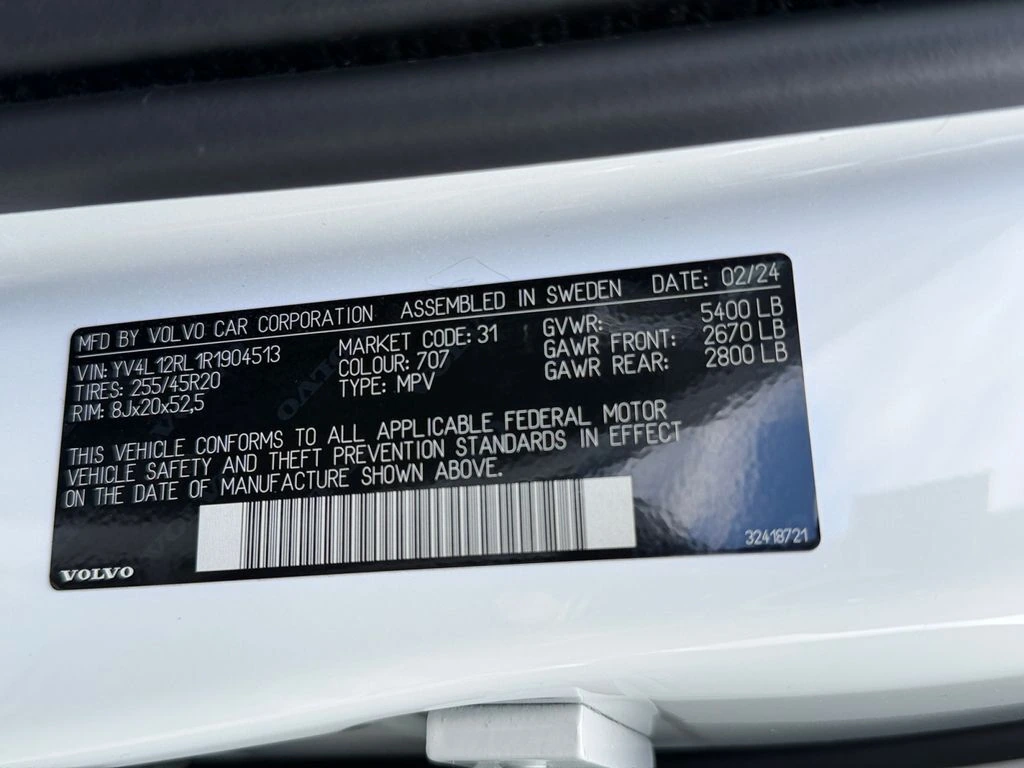 MFD BY VOLVO CAR CORPORATION ASSEMBLED IN SWEDEN DATE: 02/24
VIN: YV4L12RL1R1904513 MARKET CODE: 31 GVWR: 5400 LB
TIRES: 255/45R20 COLOUR: 707 GAWR FRONT: 2670 LB
RIM: 8Jx20x52,5 TYPE: MPV GAWR REAR: 2800 LB
THIS VEHICLE CONFORMS TO ALL APPLICABLE FEDERAL MOTOR
VEHICLE SAFETY AND THEFT PREVENTION STANDARDS IN EFFECT
ON THE DATE OF MANUFACTURE SHOWN ABOVE.
VOLVO
32418721